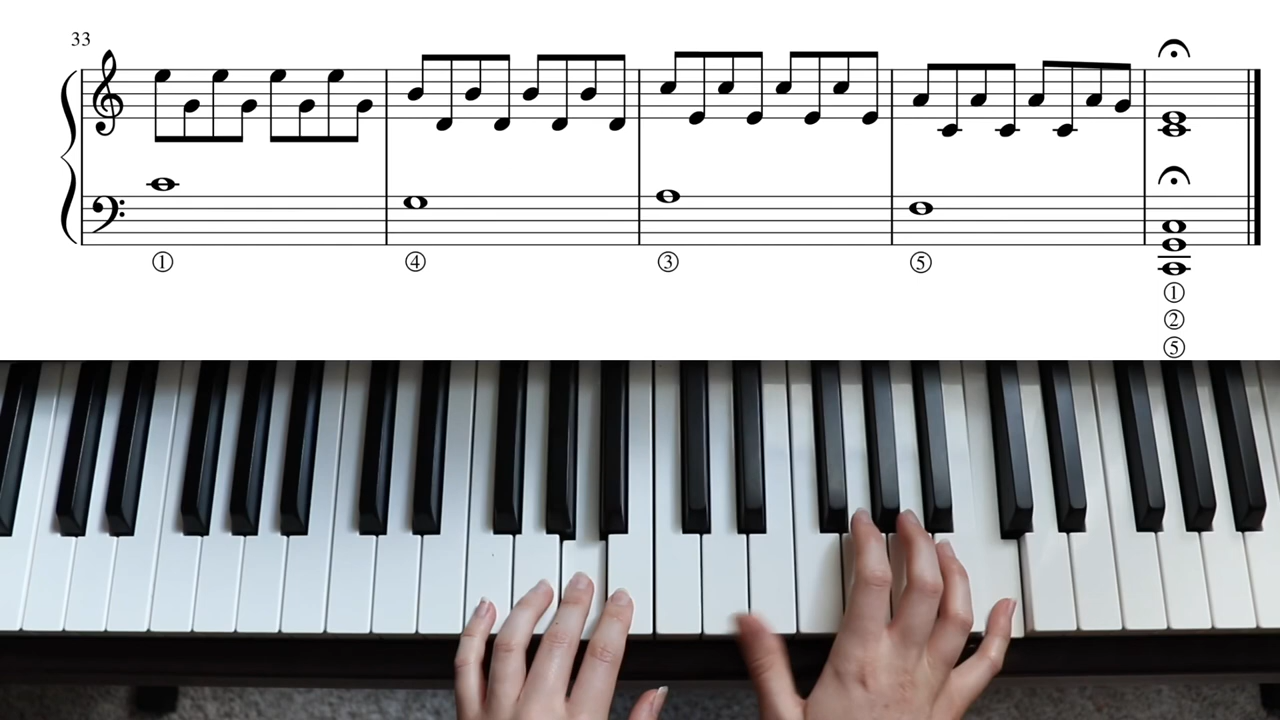 33
① ④ ③ ⑤
①
②
⑤